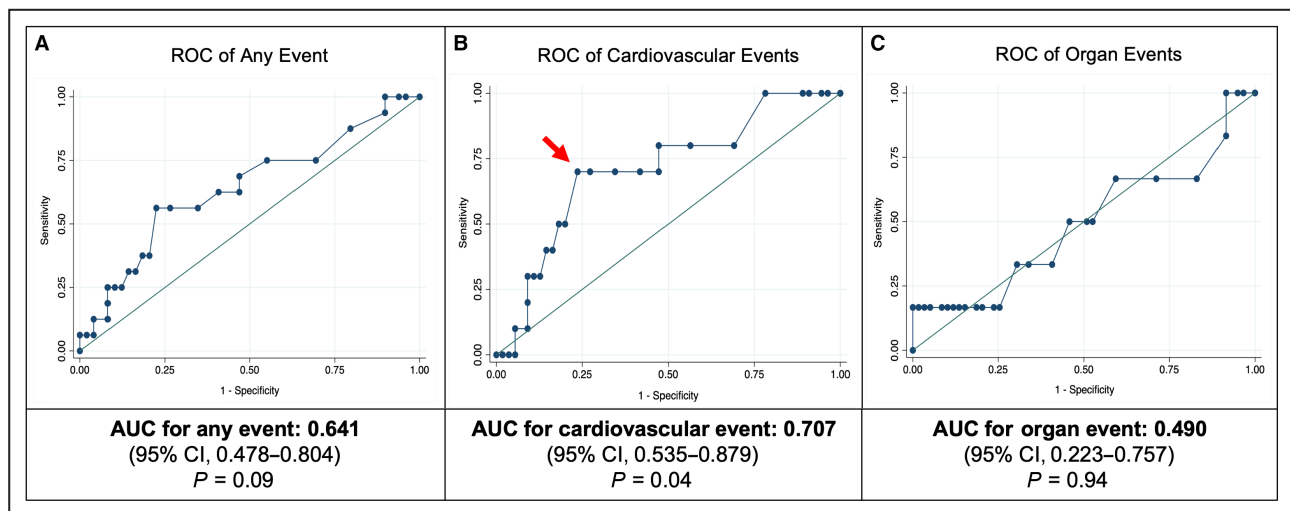 A
ROC of Any Event
Sensitivity
1.00
0.75
0.50
0.25
0.00
0.00 0.25 0.50 0.75 1.00
1 - Specificity
AUC for any event: 0.641
(95% CI, 0.478–0.804)
P = 0.09
B
ROC of Cardiovascular Events
Sensitivity
1.00
0.75
0.50
0.25
0.00
0.00 0.25 0.50 0.75 1.00
1 - Specificity
AUC for cardiovascular event: 0.707
(95% CI, 0.535–0.879)
P = 0.04
C
ROC of Organ Events
Sensitivity
1.00
0.75
0.50
0.25
0.00
0.00 0.25 0.50 0.75 1.00
1 - Specificity
AUC for organ event: 0.490
(95% CI, 0.223–0.757)
P = 0.94